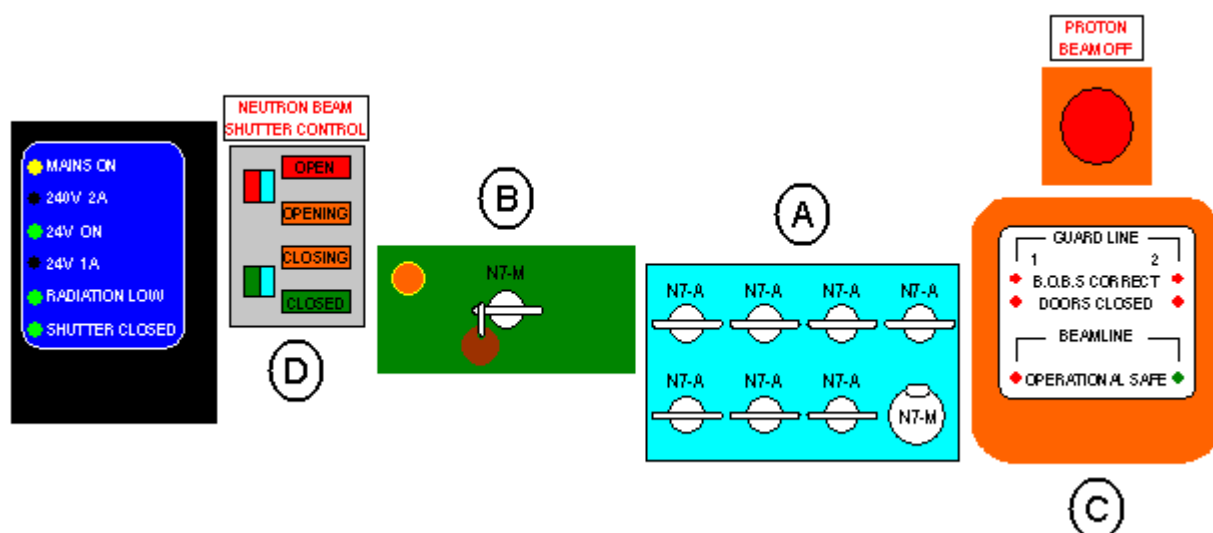 PROTON
BEAM OFF
NEUTRON BEAM
SHUTTER CONTROL
MAINS ON
240V 2A
24V ON
24V 1A
RADIATION LOW
SHUTTER CLOSED
OPEN
OPENING
CLOSING
CLOSED
D
B
N7-M
A
N7-A N7-A N7-A N7-A
N7-A N7-A N7-A
N7-M
GUARD LINE
1 2
B.O.B.S CORRECT
DOORS CLOSED
BEAMLINE
OPERATIONAL SAFE
C